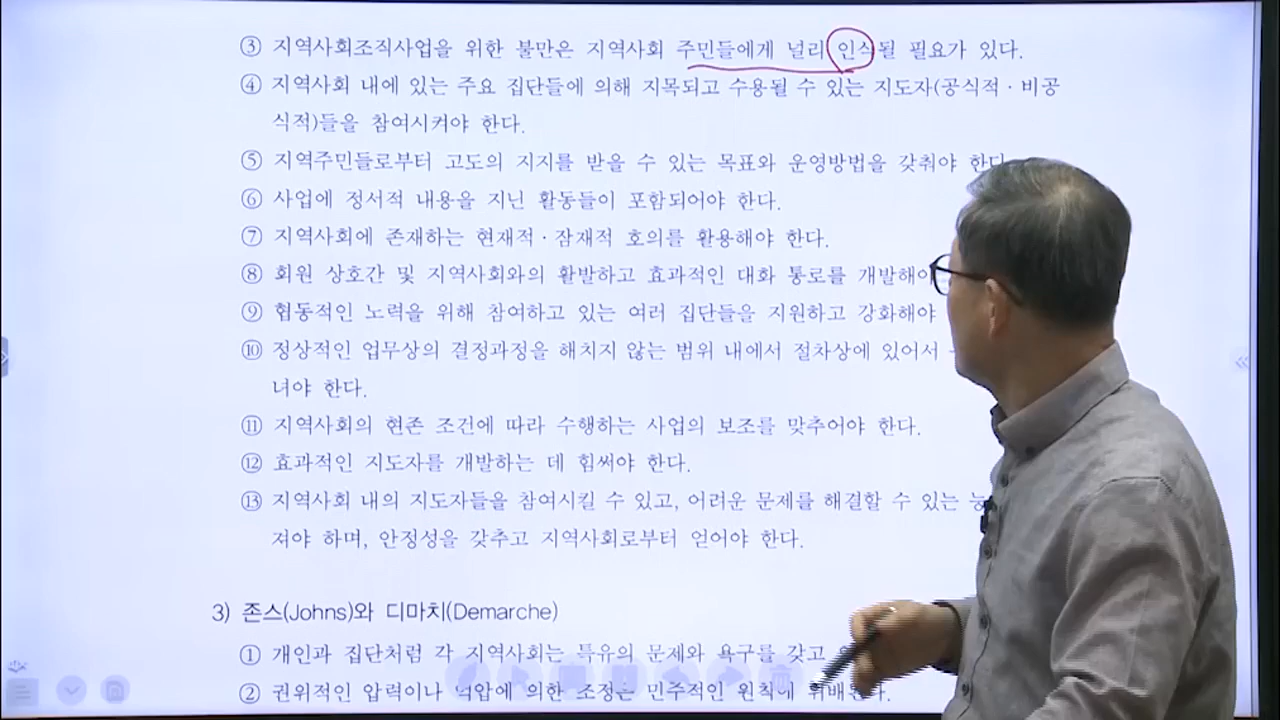 ③ 지역사회조직사업을 위한 불만은 지역사회 주민들에게 널리 인식될 필요가 있다.
④ 지역사회 내에 있는 주요 집단들에 의해 지목되고 수용될 수 있는 지도자(공식적·비공
식적)들을 참여시켜야 한다.
⑤ 지역주민들로부터 고도의 지지를 받을 수 있는 목표와 운영방법을 갖춰야 한다
⑥ 사업에 정서적 내용을 지닌 활동들이 포함되어야 한다.
⑦ 지역사회에 존재하는 현재적·잠재적 호의를 활용해야 한다.
⑧ 회원 상호간 및 지역사회와의 활발하고 효과적인 대화 통로를 개발해야
⑨ 협동적인 노력을 위해 참여하고 있는 여러 집단들을 지원하고 강화해야
⑩ 정상적인 업무상의 결정과정을 해치지 않는 범위 내에서 절차상에 있어서
녀야 한다.
⑪ 지역사회의 현존 조건에 따라 수행하는 사업의 보조를 맞추어야 한다.
⑫ 효과적인 지도자를 개발하는 데 힘써야 한다.
⑬ 지역사회 내의 지도자들을 참여시킬 수 있고, 어려운 문제를 해결할 수 있는
져야 하며, 안정성을 갖추고 지역사회로부터 얻어야 한다.
3) 존스(Johns)와 디마치(Demarche)
① 개인과 집단처럼 각 지역사회는 특유의 문제와 욕구를 갖고
② 권위적인 압력이나 억압에 의한 조정은 민주적인 원칙에 위배된다.